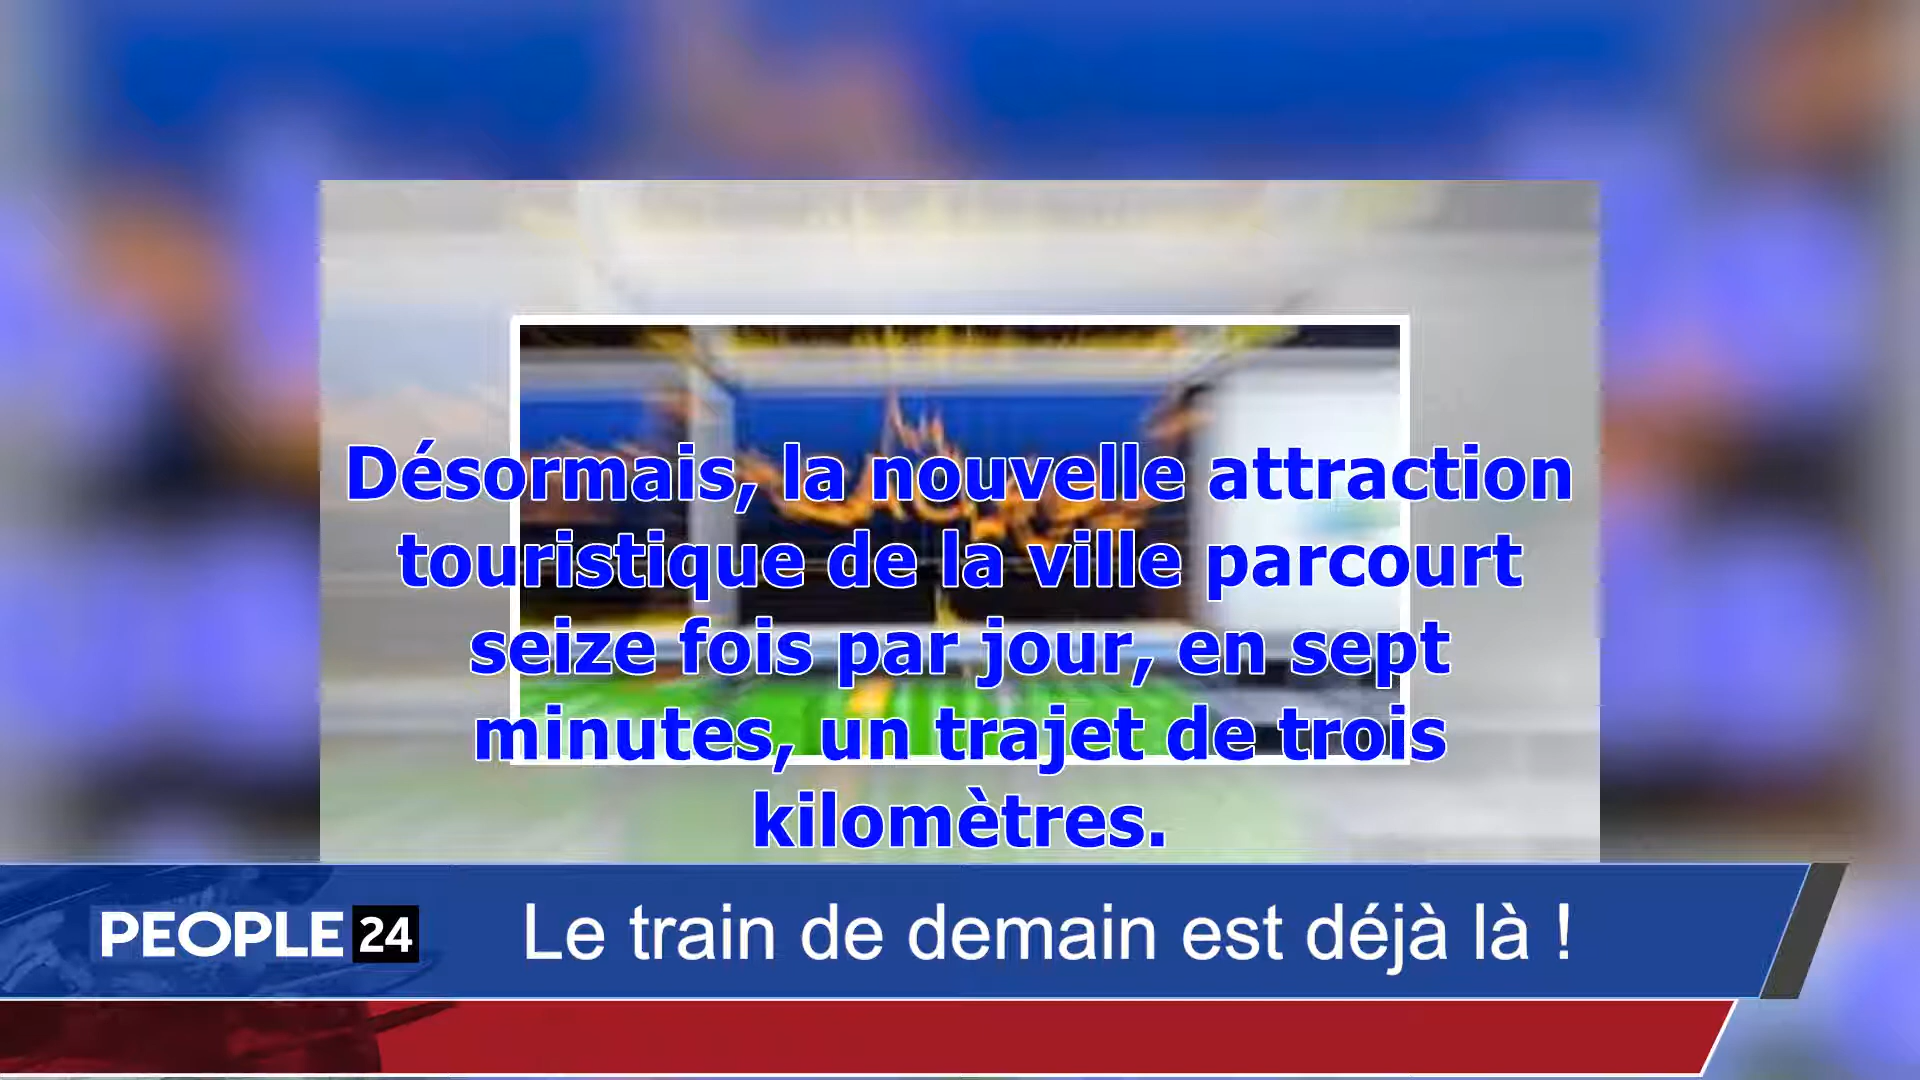 Désormais, la nouvelle attraction
touristique de la ville parcourt
seize fois par jour, en sept
minutes, un trajet de trois
kilomètres.
PEOPLE 24
Le train de demain est déjà là !